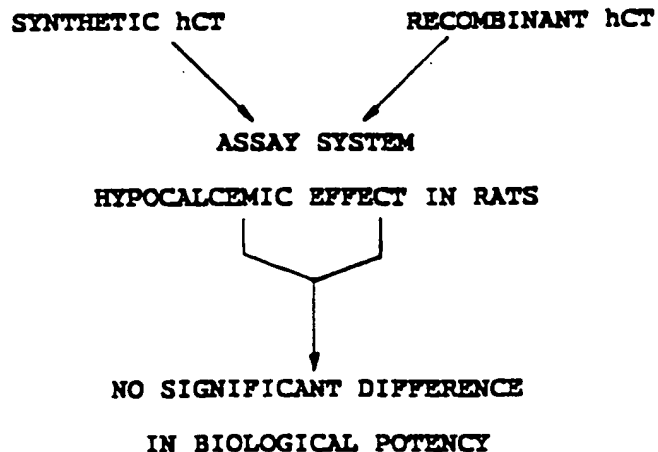 SYNTHETIC hCT
RECOMBINANT hCT
ASSAY SYSTEM
HYPOCALCEMIC EFFECT IN RATS
NO SIGNIFICANT DIFFERENCE
IN BIOLOGICAL POTENCY